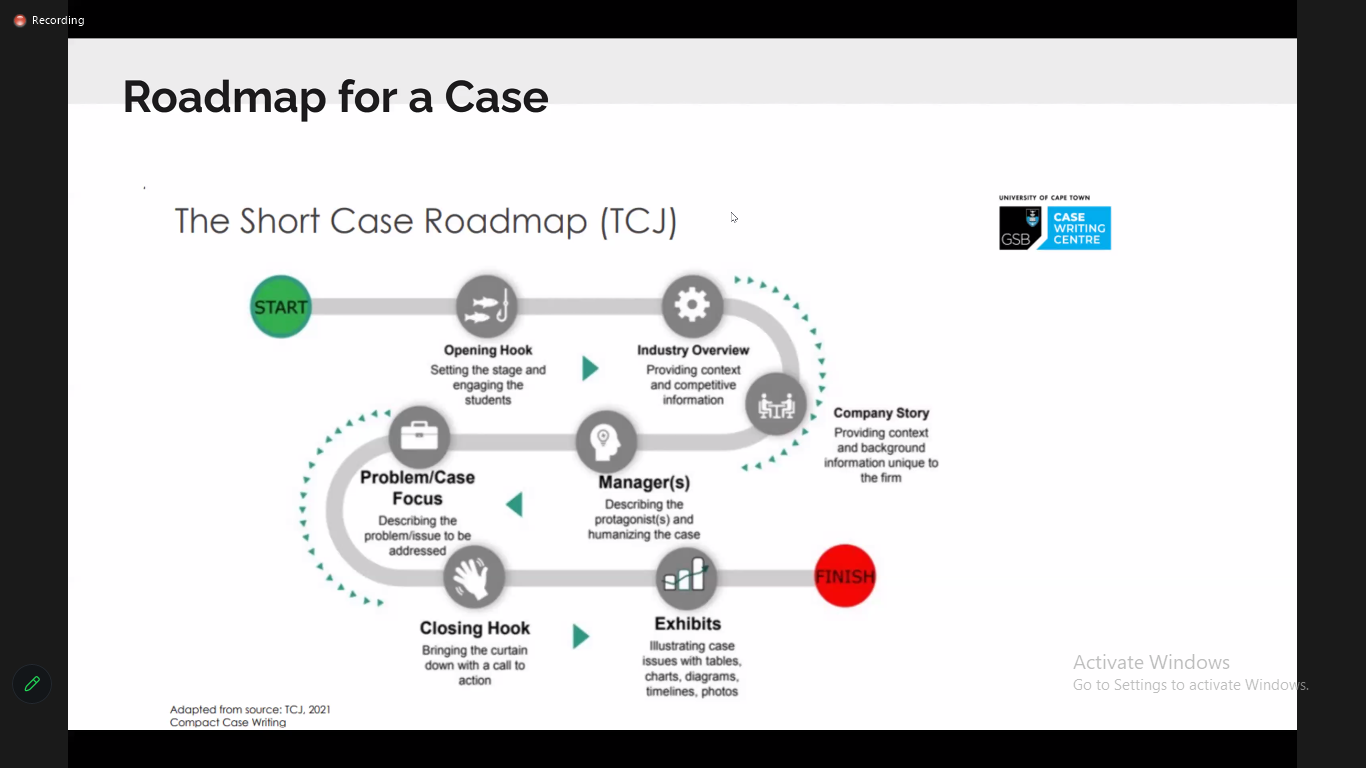 Recording
Roadmap for a Case
The Short Case Roadmap (TCJ)
UNIVERSITY OF CAPE TOWN
GSB
CASE
WRITING
CENTRE
START
Opening Hook
Setting the stage and
engaging the
students
Industry Overview
Providing context
and competitive
information
Company Story
Providing context
and background
information unique to
the firm
Manager(s)
Describing the
protagonist(s) and
humanizing the case
Problem/Case
Focus
Describing the
problem/issue to be
addressed
Closing Hook
Bringing the curtain
down with a call to
action
Exhibits
Illustrating case
issues with tables,
charts, diagrams,
timelines, photos
FINISH
Activate Windows
Go to Settings to activate Windows.
Adapted from source: TCJ, 2021
Compact Case Writing